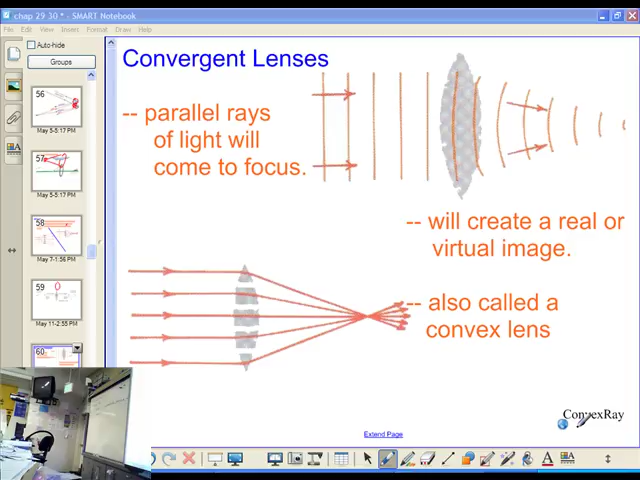 chap 29 30 * - SMART Notebook
File Edit View Insert Format Draw Help
Auto-hide
Groups
56
May 5-5:17 PM
57
May 5-5:17 PM
58
May 7-1:56 PM
59
May 11-2:55 PM
60
Convergent Lenses
-- parallel rays
of light will
come to focus.
-- will create a real or
virtual image.
-- also called a
convex lens
ConvexRay
Extend Page